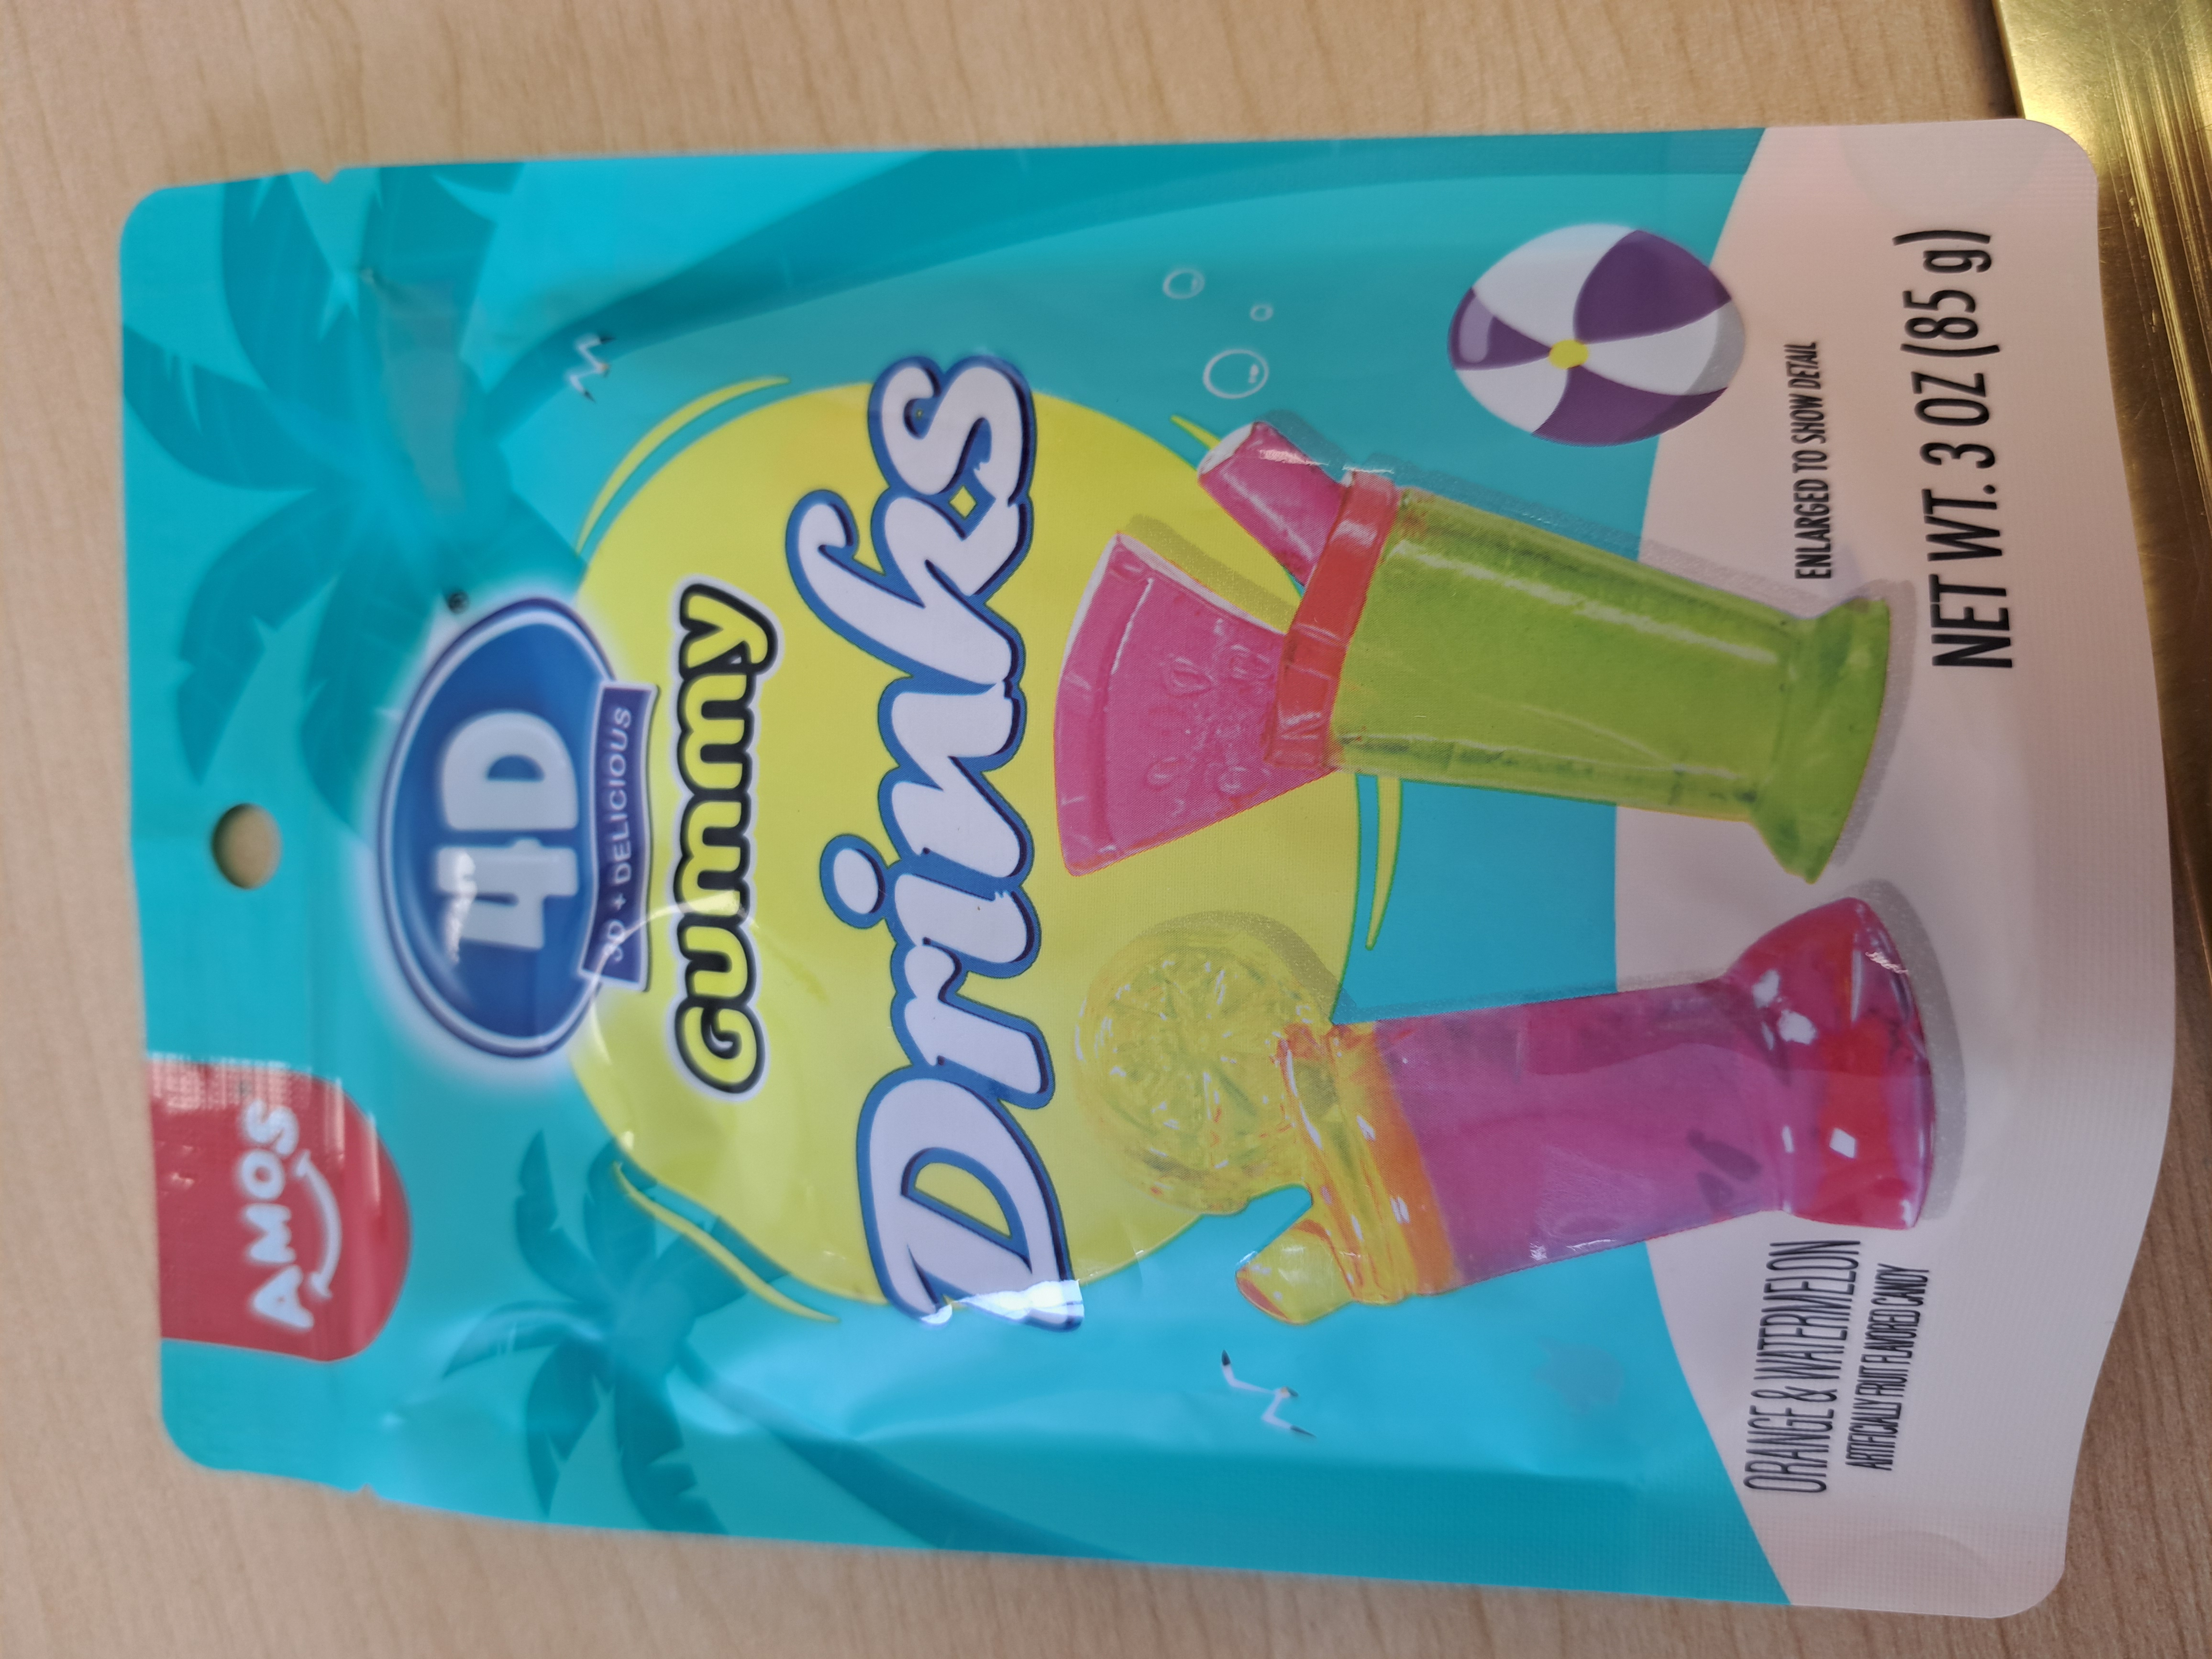 AMOS
4D
®
3D + DELICIOUS
Gummy
Drinks
ORANGE & WATERMELON
ARTIFICIALLY FRUIT FLAVORED CANDY
ENLARGED TO SHOW DETAIL
NET WT. 3 OZ (85 g)